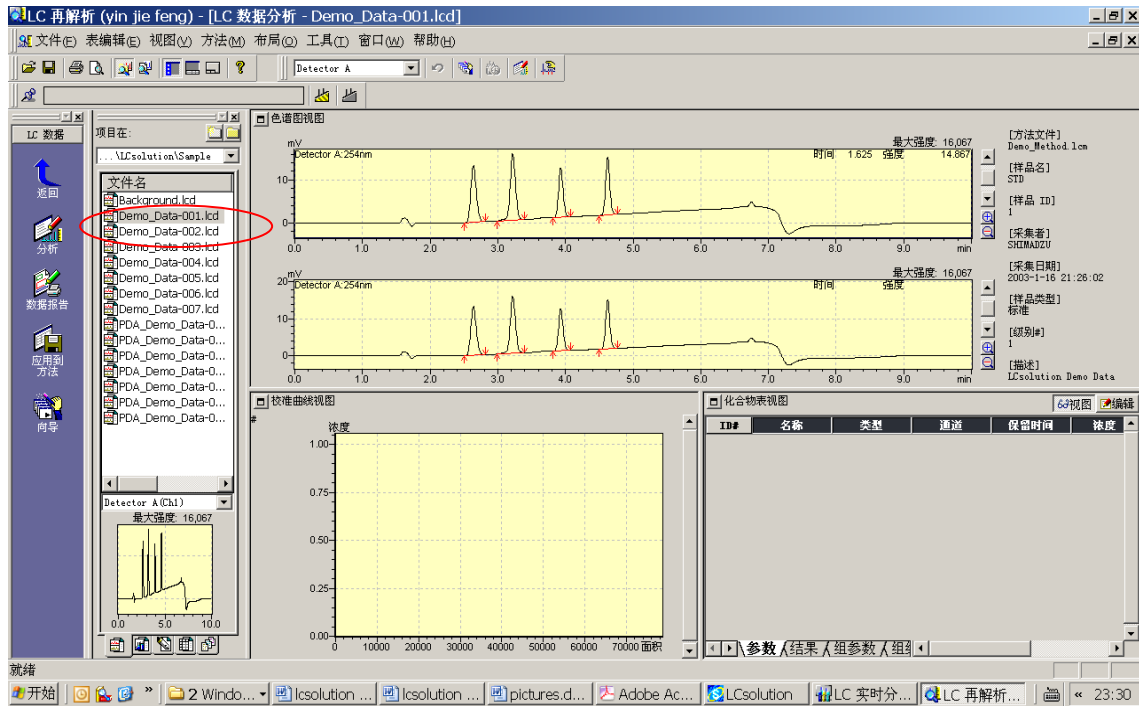 LC 再解析 (yin jie feng) - [LC 数据分析 - Demo_Data-001.lcd]
文件(F) 表编辑(E) 视图(V) 方法(M) 布局(O) 工具(T) 窗口(W) 帮助(H)
Detector A
LC 数据
返回
分析
数据报告
应用到
方法
向导
项目在:
...\LCsolution\Sample
文件名
Background.lcd
Demo_Data-001.lcd
Demo_Data-002.lcd
Demo_Data-003.lcd
Demo_Data-004.lcd
Demo_Data-005.lcd
Demo_Data-006.lcd
Demo_Data-007.lcd
PDA_Demo_Data-0...
PDA_Demo_Data-0...
PDA_Demo_Data-0...
PDA_Demo_Data-0...
PDA_Demo_Data-0...
PDA_Demo_Data-0...
PDA_Demo_Data-0...
Detector A(Ch1)
最大强度: 16,067
0.0 5.0 10.0
色谱图视图
mV 最大强度: 16,067
Detector A:254nm 时间 1.625 强度 14.867
10
0
0.0 1.0 2.0 3.0 4.0 5.0 6.0 7.0 8.0 9.0 min
mV 最大强度: 16,067
20 Detector A:254nm 时间 强度
10
0
0.0 1.0 2.0 3.0 4.0 5.0 6.0 7.0 8.0 9.0 min
[方法文件]
Demo_Method.lcm
[样品名]
STD
[样品 ID]
1
[采集者]
SHIMADZU
[采集日期]
2003-1-16 21:26:02
[样品类型]
标准
[级别#]
1
[描述]
LCsolution Demo Data
校准曲线视图
#
浓度
1.00
0.75
0.50
0.25
0.00
0 10000 20000 30000 40000 50000 60000 70000 面积
化合物表视图 视图 编辑
ID# 名称 类型 通道 保留时间 浓度
参数 结果 组参数 组结
就绪
开始 » 2 Windo... lcsolution ... lcsolution ... pictures.d... Adobe Ac... LCsolution LC 实时分... LC 再解析... « 23:30